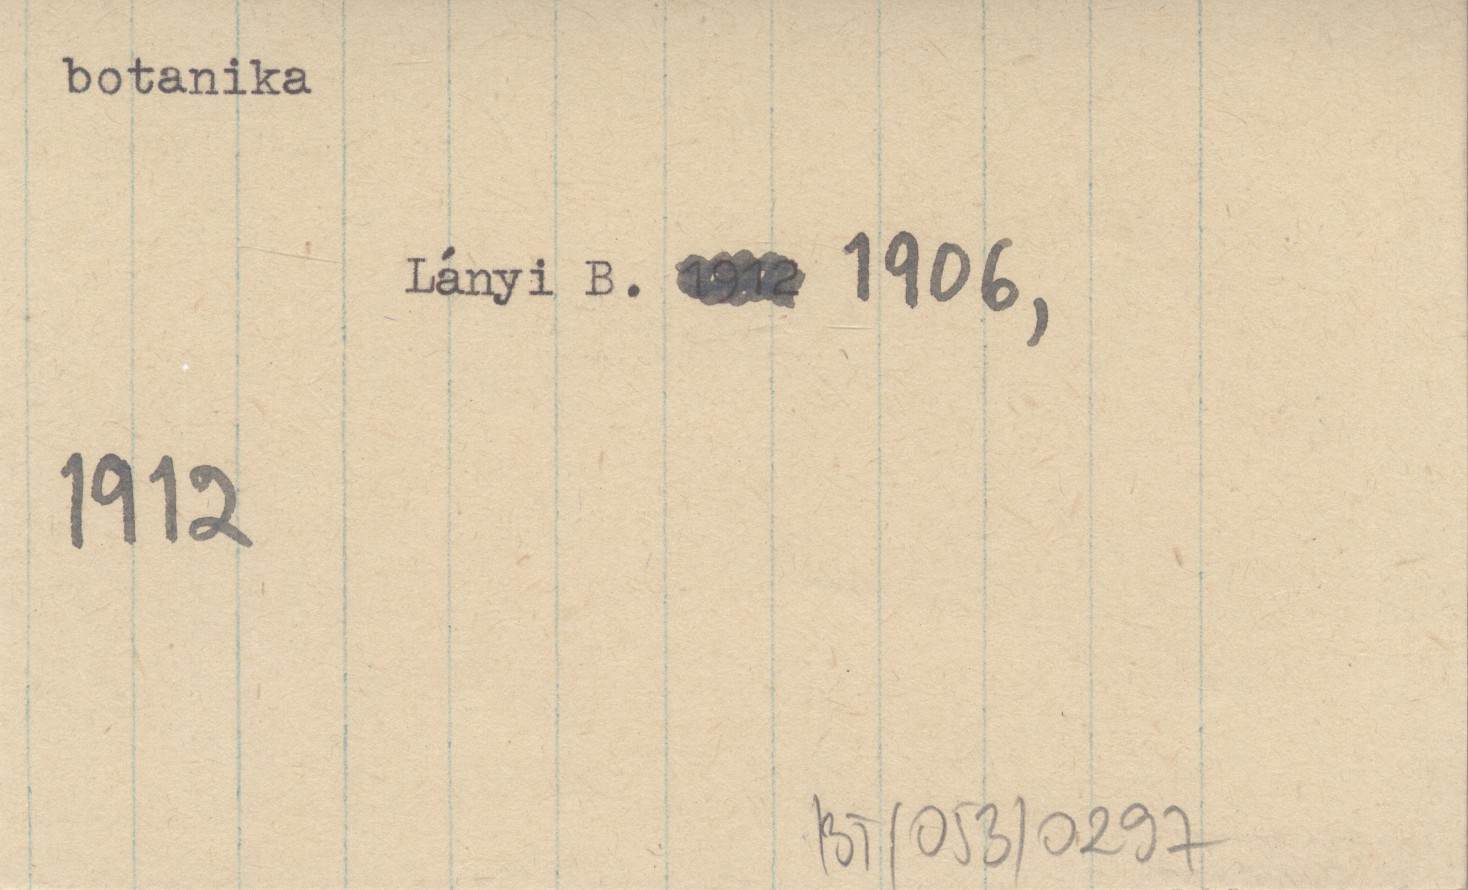 botanika
Lányi B. 1912 1906,
1912
BT/053/0297